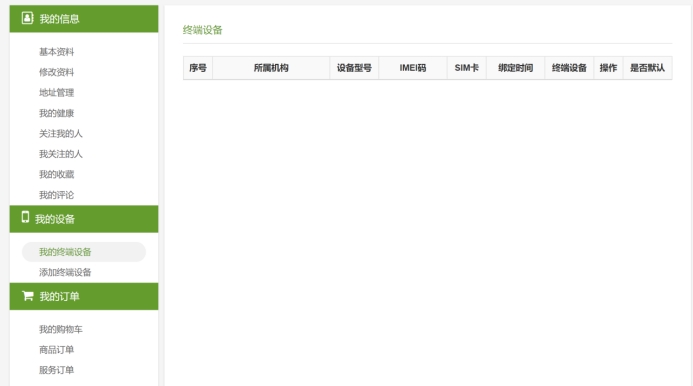 我的信息
基本资料
修改资料
地址管理
我的健康
关注我的人
我关注的人
我的收藏
我的评论
我的设备
我的终端设备
添加终端设备
我的订单
我的购物车
商品订单
服务订单
终端设备
序号 所属机构 设备型号 IMEI码 SIM卡 绑定时间 终端设备 操作 是否默认